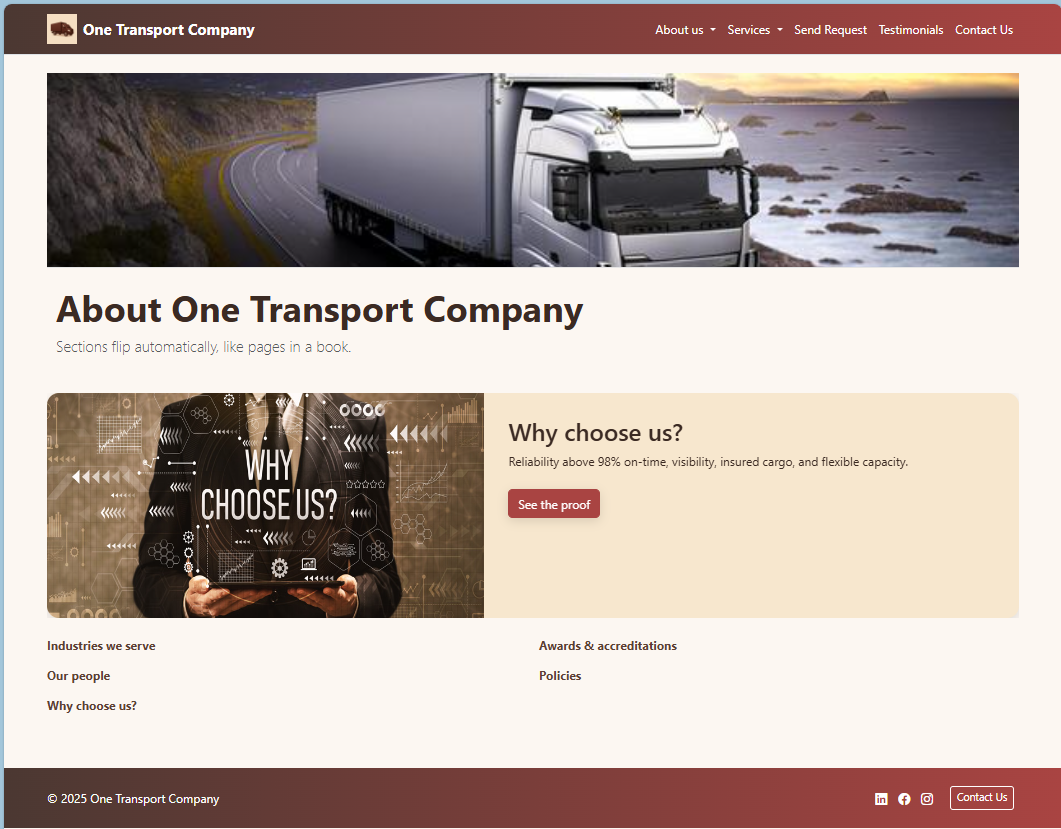 One Transport Company
About us
Services
Send Request
Testimonials
Contact Us
About One Transport Company
Sections flip automatically, like pages in a book.
WHY
CHOOSE US?
Why choose us?
Reliability above 98% on-time, visibility, insured cargo, and flexible capacity.
See the proof
Industries we serve
Awards & accreditations
Our people
Policies
Why choose us?
© 2025 One Transport Company
Contact Us